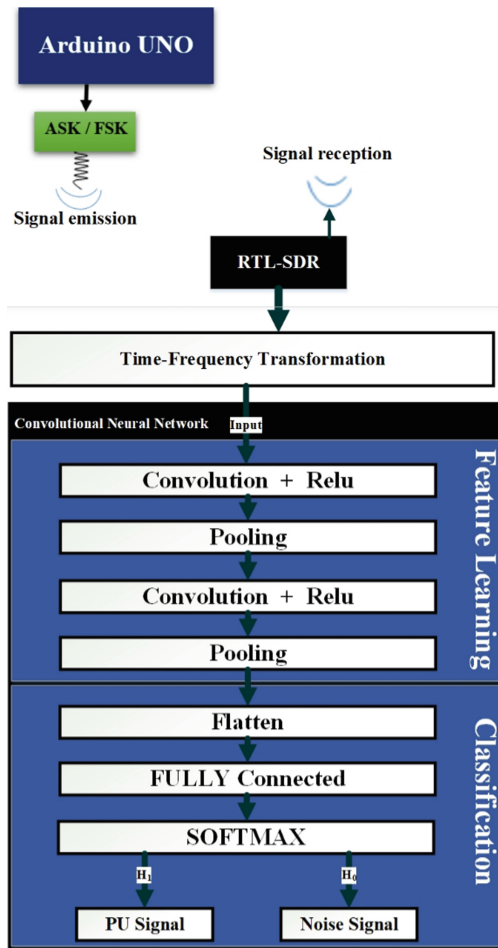 Arduino UNO
ASK / FSK
Signal emission
Signal reception
RTL-SDR
Time-Frequency Transformation
Convolutional Neural Network
Input
Feature Learning
Convolution + Relu
Pooling
Convolution + Relu
Pooling
Classification
Flatten
FULLY Connected
SOFTMAX
H₁
H₀
PU Signal
Noise Signal